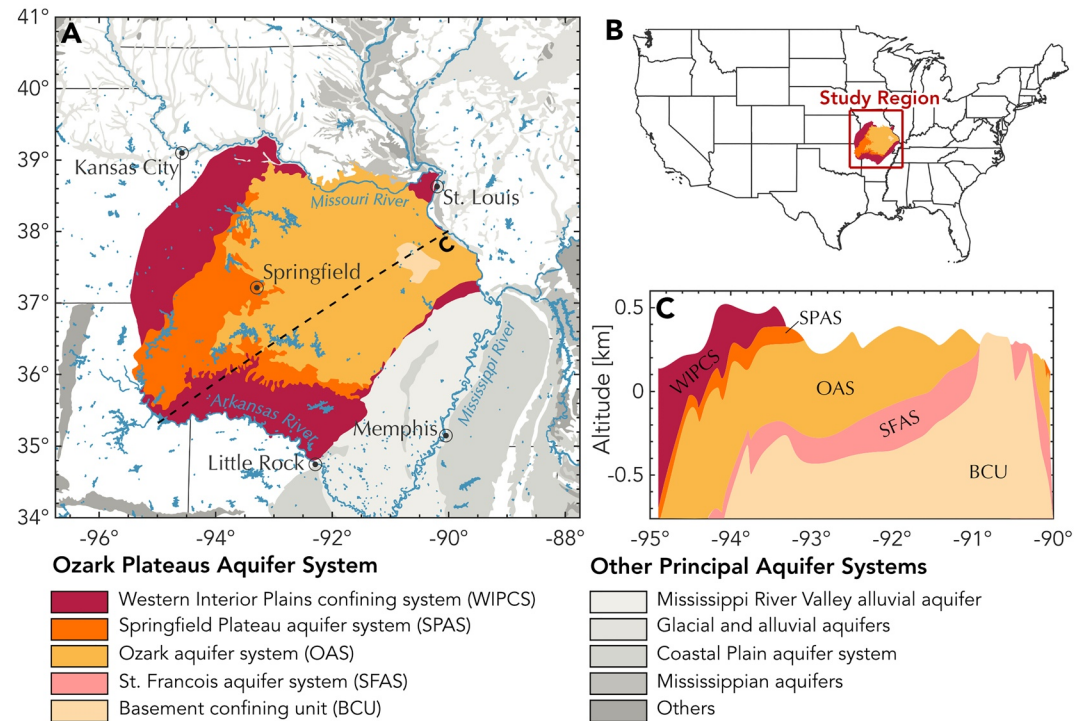 A
41°
40°
39°
38°
37°
36°
35°
34°
-96°
-94°
-92°
-90°
-88°
Kansas City
St. Louis
Missouri River
C
Springfield
Mississippi River
Arkansas River
Memphis
Little Rock
B
Study Region
C
Altitude [km]
0.5
0
-0.5
-95°
-94°
-93°
-92°
-91°
-90°
WIPCS
SPAS
OAS
SFAS
BCU
Ozark Plateaus Aquifer System
Western Interior Plains confining system (WIPCS)
Springfield Plateau aquifer system (SPAS)
Ozark aquifer system (OAS)
St. Francois aquifer system (SFAS)
Basement confining unit (BCU)
Other Principal Aquifer Systems
Mississippi River Valley alluvial aquifer
Glacial and alluvial aquifers
Coastal Plain aquifer system
Mississippian aquifers
Others